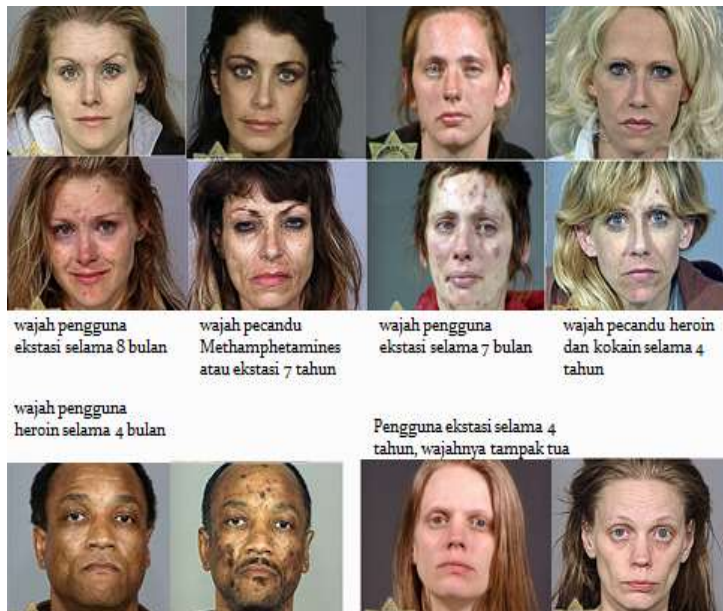 wajah pengguna
ekstasi selama 8 bulan
wajah pecandu
Methamphetamines
atau ekstasi 7 tahun
wajah pengguna
ekstasi selama 7 bulan
wajah pecandu heroin
dan kokain selama 4
tahun
wajah pengguna
heroin selama 4 bulan
Pengguna ekstasi selama 4
tahun, wajahnya tampak tua